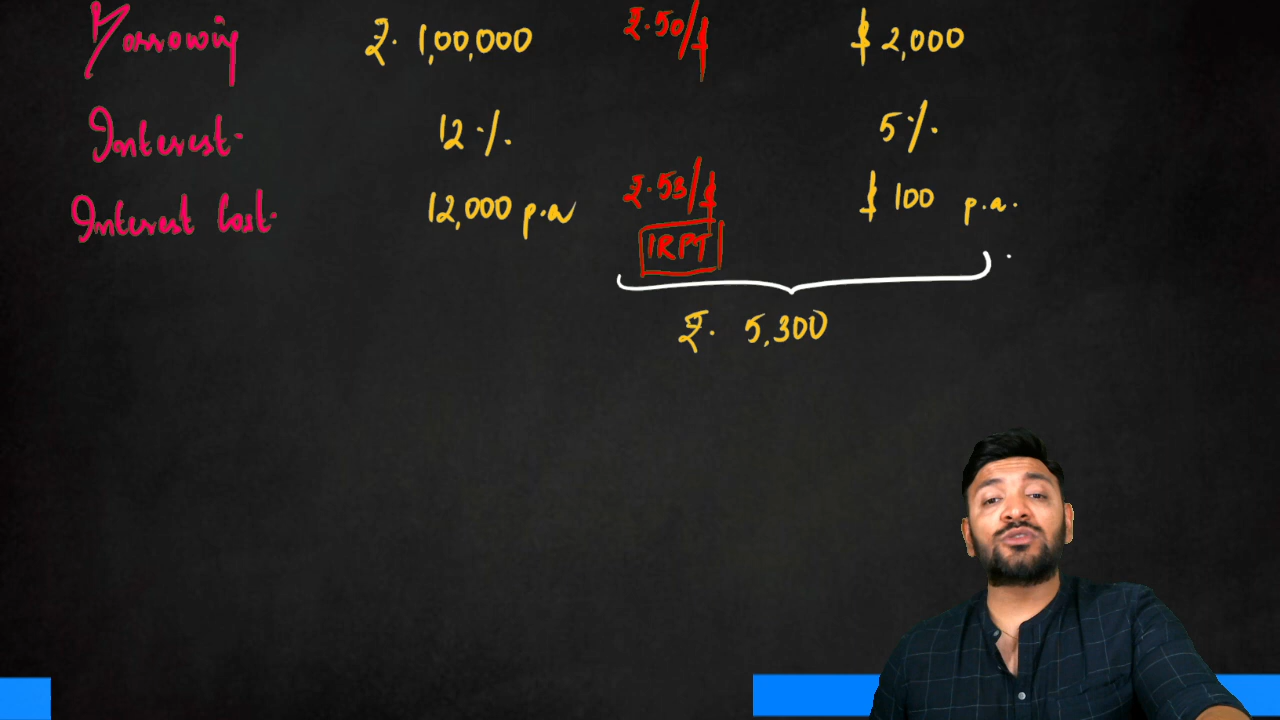 Borrowing ₹. 1,00,000 ₹.50/$ $ 2,000
Interest. 12 %. 5 %.
Interest Cost. 12,000 p.a ₹.53/$ $ 100 p.a.
IRPT
₹. 5,300